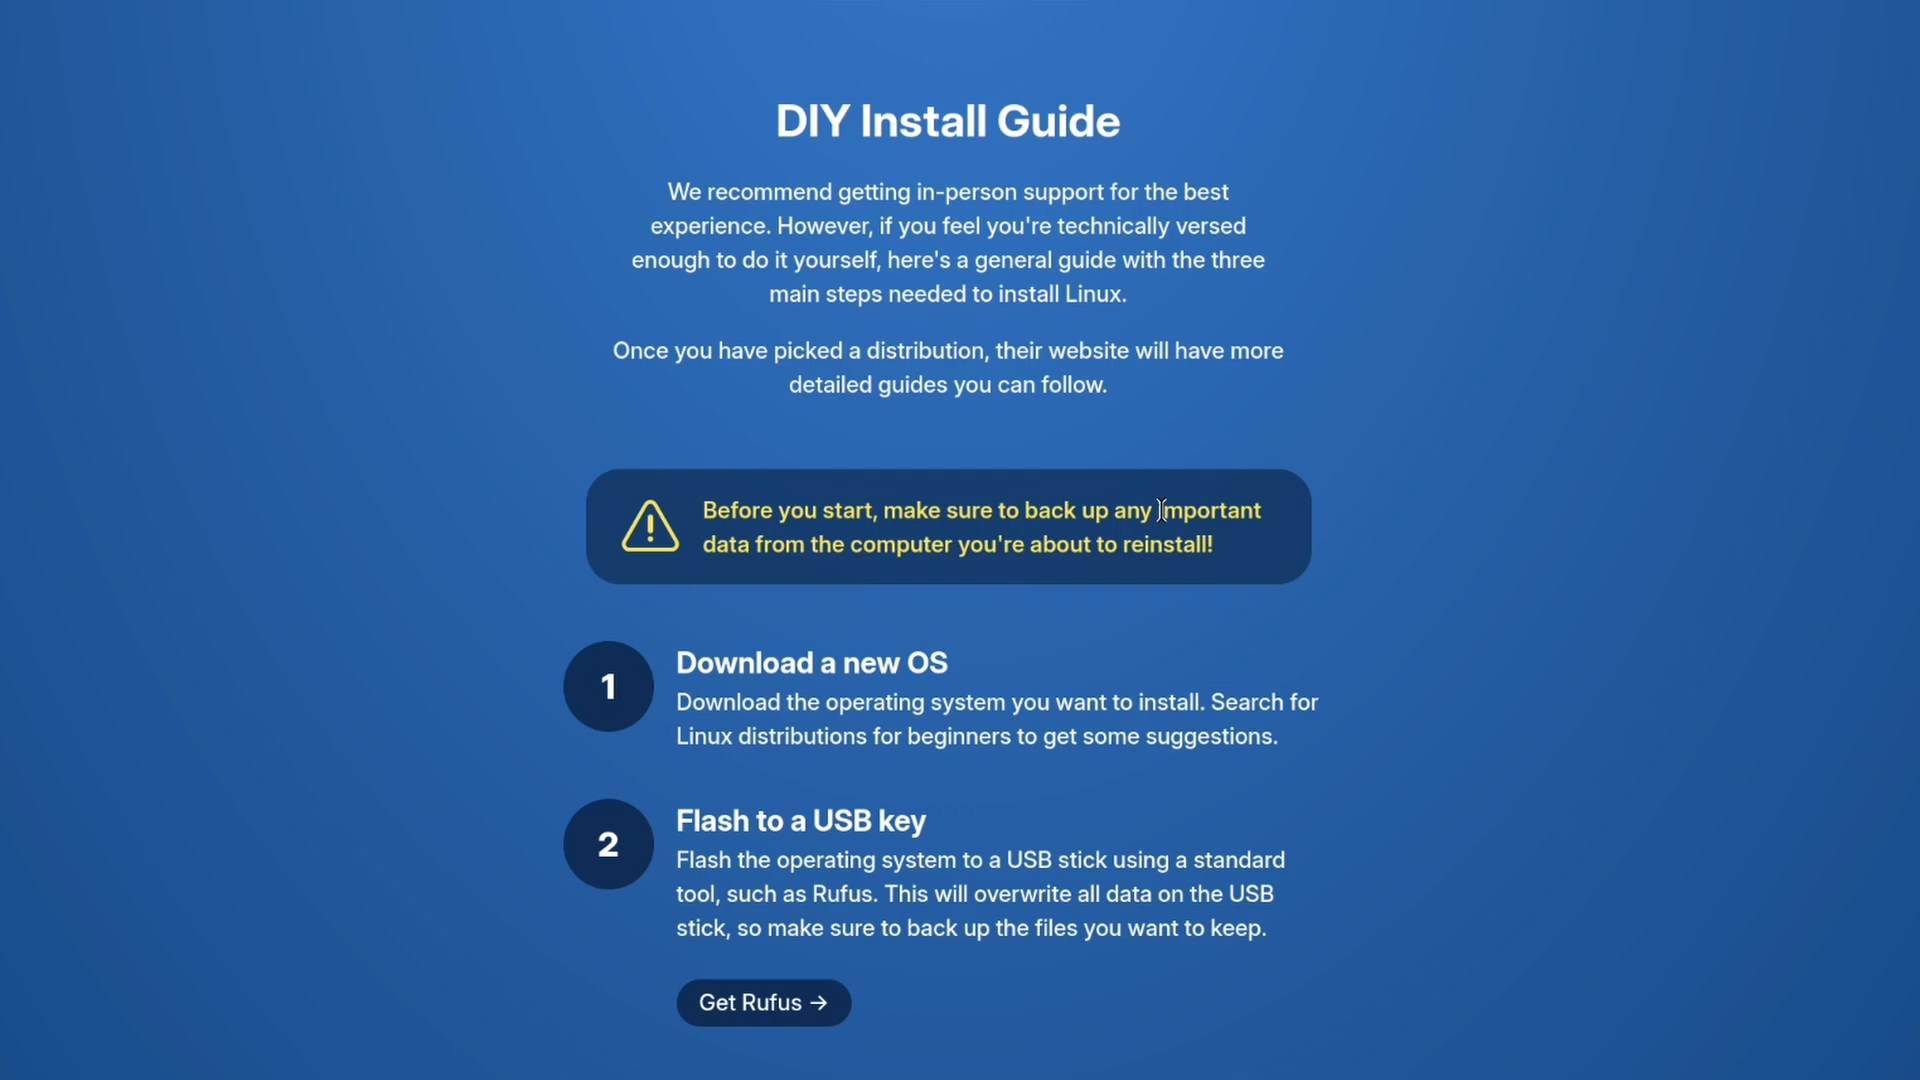 DIY Install Guide
We recommend getting in-person support for the best
experience. However, if you feel you're technically versed
enough to do it yourself, here's a general guide with the three
main steps needed to install Linux.
Once you have picked a distribution, their website will have more
detailed guides you can follow.
Before you start, make sure to back up any important
data from the computer you're about to reinstall!
1
Download a new OS
Download the operating system you want to install. Search for
Linux distributions for beginners to get some suggestions.
2
Flash to a USB key
Flash the operating system to a USB stick using a standard
tool, such as Rufus. This will overwrite all data on the USB
stick, so make sure to back up the files you want to keep.
Get Rufus →